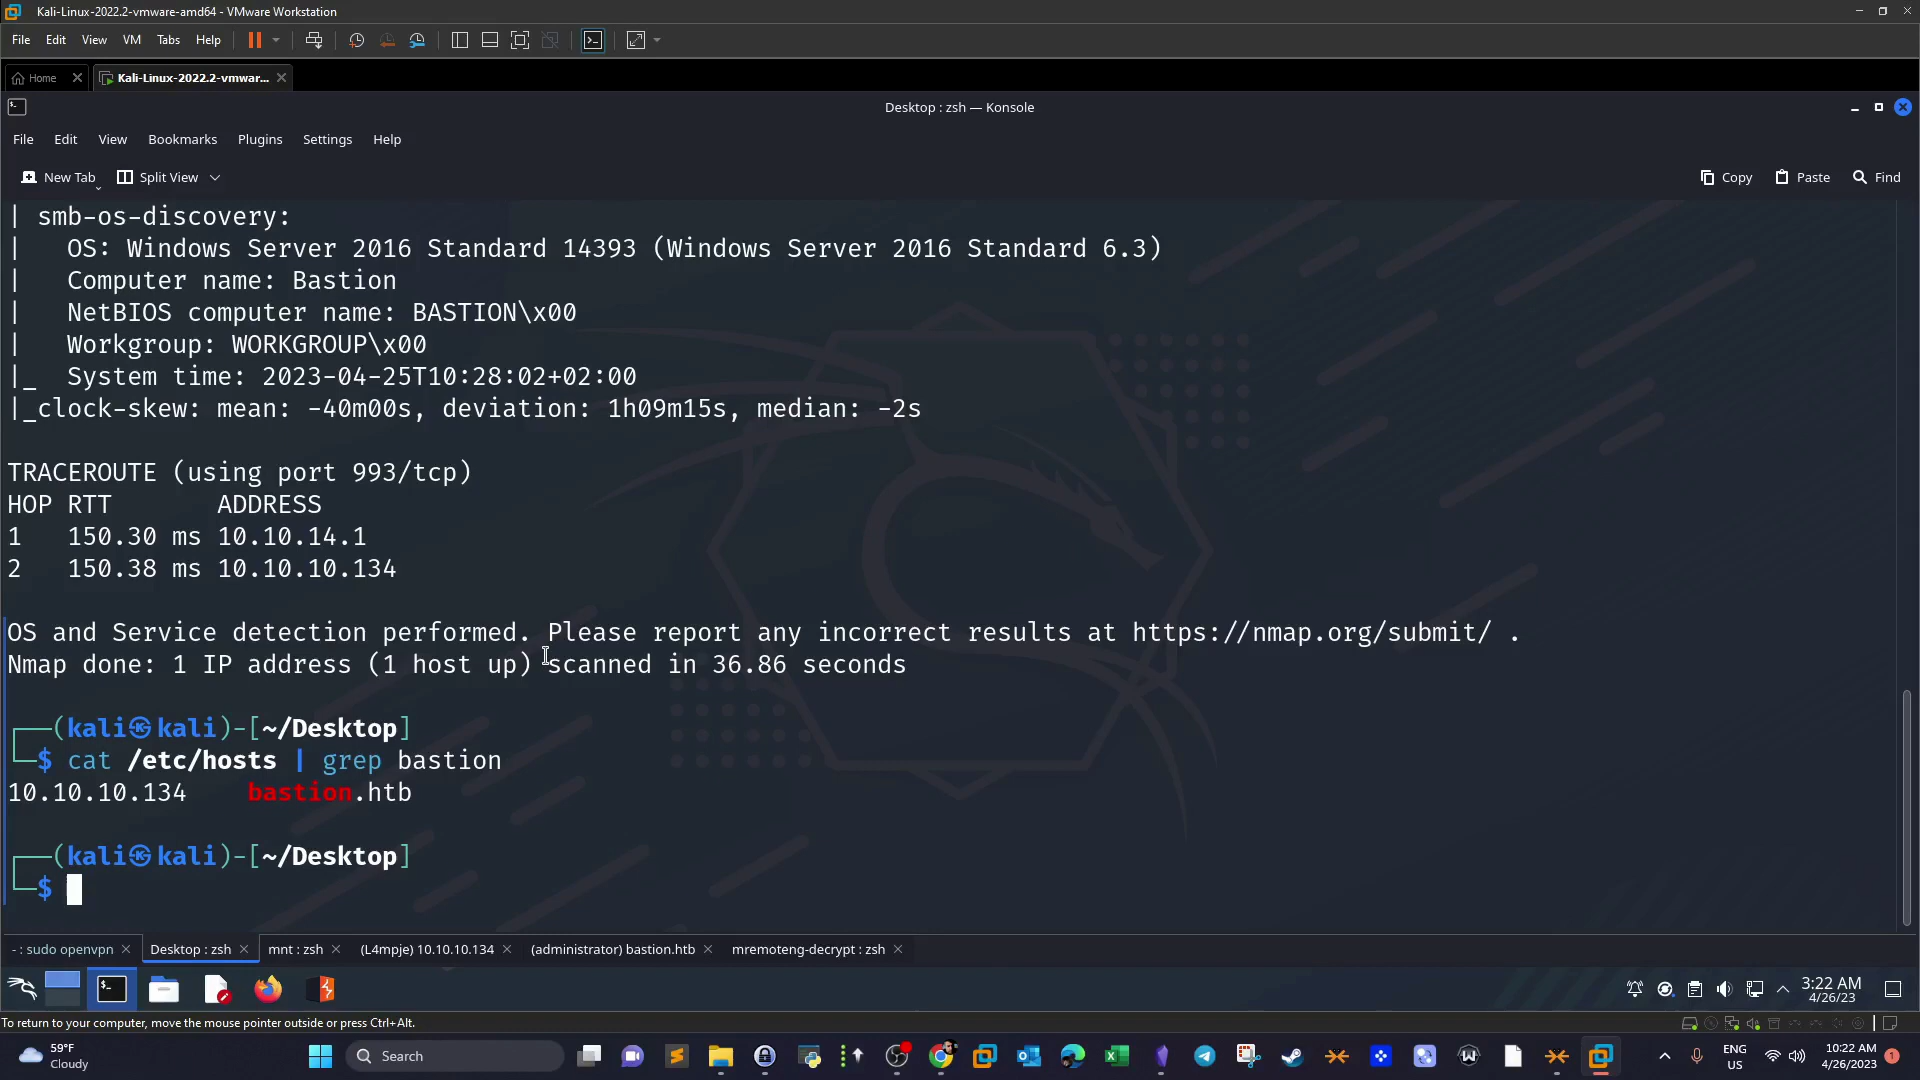 Kali-Linux-2022.2-vmware-amd64 - VMware Workstation
File Edit View VM Tabs Help
Home Kali-Linux-2022.2-vmwar...
Desktop : zsh — Konsole
File Edit View Bookmarks Plugins Settings Help
New Tab Split View Copy Paste Find
| smb-os-discovery:
|   OS: Windows Server 2016 Standard 14393 (Windows Server 2016 Standard 6.3)
|   Computer name: Bastion
|   NetBIOS computer name: BASTION\x00
|   Workgroup: WORKGROUP\x00
|_  System time: 2023-04-25T10:28:02+02:00
|_clock-skew: mean: -40m00s, deviation: 1h09m15s, median: -2s
TRACEROUTE (using port 993/tcp)
HOP RTT       ADDRESS
1   150.30 ms 10.10.14.1
2   150.38 ms 10.10.10.134
OS and Service detection performed. Please report any incorrect results at https://nmap.org/submit/ .
Nmap done: 1 IP address (1 host up) scanned in 36.86 seconds
┌──(kali㉿kali)-[~/Desktop]
└─$ cat /etc/hosts | grep bastion
10.10.10.134    bastion.htb
┌──(kali㉿kali)-[~/Desktop]
└─$
- : sudo openvpn Desktop : zsh mnt : zsh (L4mpje) 10.10.10.134 (administrator) bastion.htb mremoteng-decrypt : zsh
3:22 AM
4/26/23
To return to your computer, move the mouse pointer outside or press Ctrl+Alt.
59°F
Cloudy
Search
ENG
US
10:22 AM
4/26/2023
1